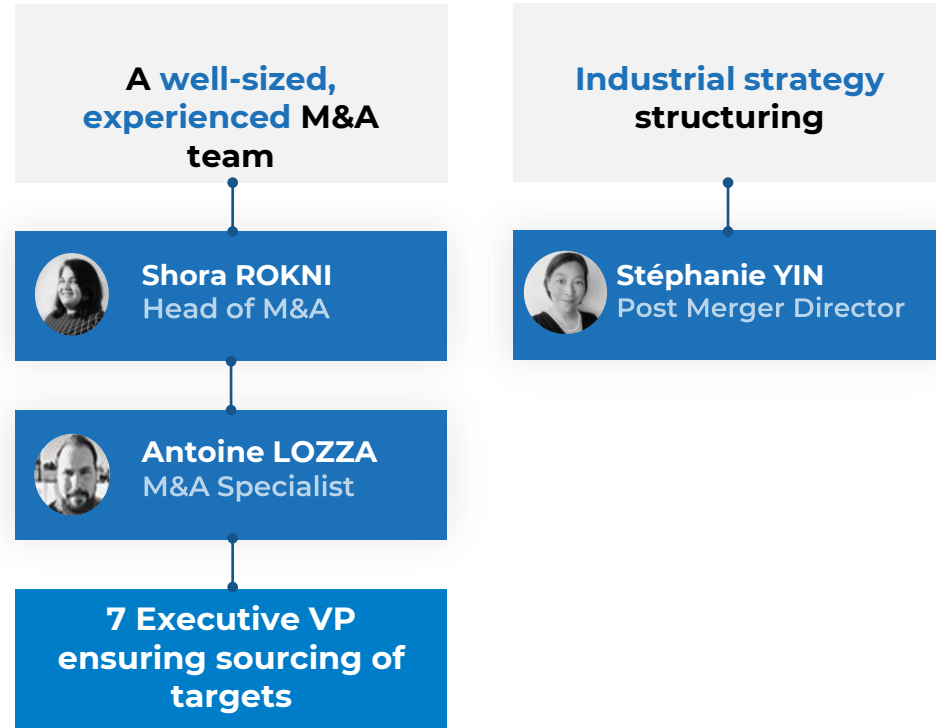 A well-sized,
experienced M&A
team
Shora ROKNI
Head of M&A
Antoine LOZZA
M&A Specialist
7 Executive VP
ensuring sourcing of
targets
Industrial strategy
structuring
Stéphanie YIN
Post Merger Director